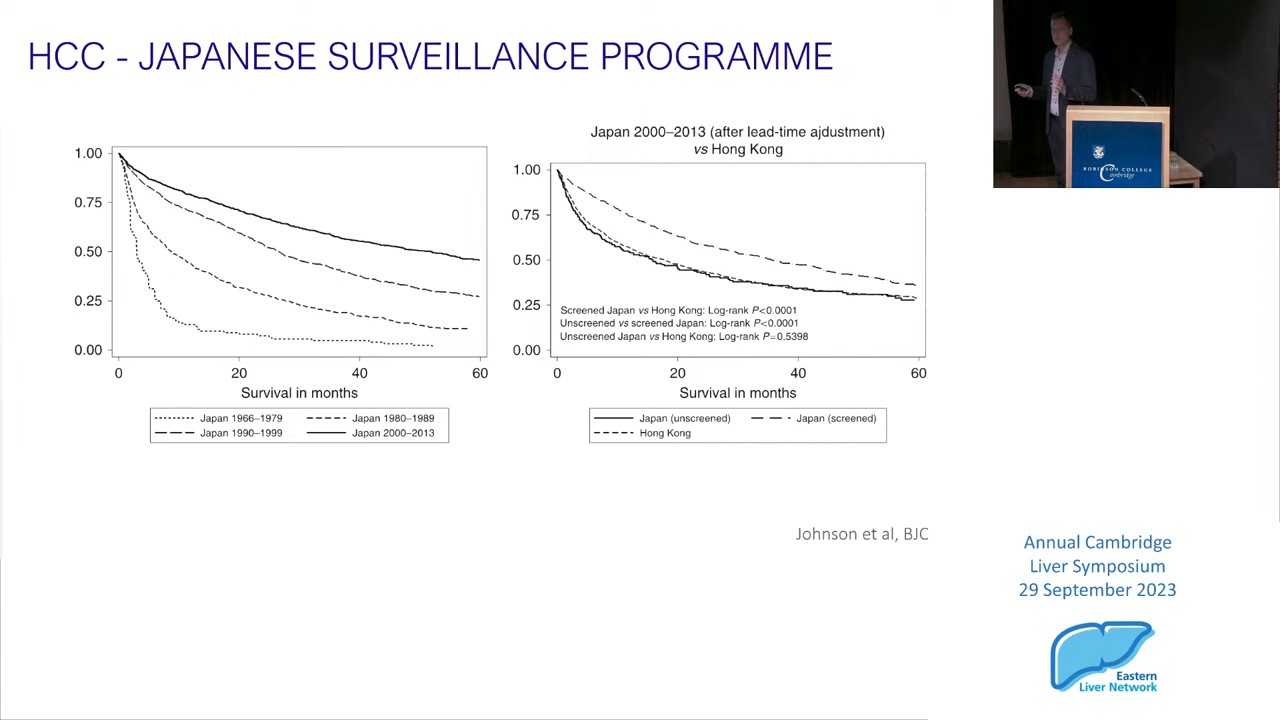 HCC - JAPANESE SURVEILLANCE PROGRAMME
1.00
0.75
0.50
0.25
0.00
0
20
40
60
Survival in months
Japan 1966–1979
Japan 1980–1989
Japan 1990–1999
Japan 2000–2013
Japan 2000–2013 (after lead-time ajdustment)
vs Hong Kong
1.00
0.75
0.50
0.25
0.00
Screened Japan vs Hong Kong: Log-rank P<0.0001
Unscreened vs screened Japan: Log-rank P<0.0001
Unscreened Japan vs Hong Kong: Log-rank P=0.5398
0
20
40
60
Survival in months
Japan (unscreened)
Japan (screened)
Hong Kong
Johnson et al, BJC
ROBINSON COLLEGE
Cambridge
Annual Cambridge
Liver Symposium
29 September 2023
Eastern
Liver Network